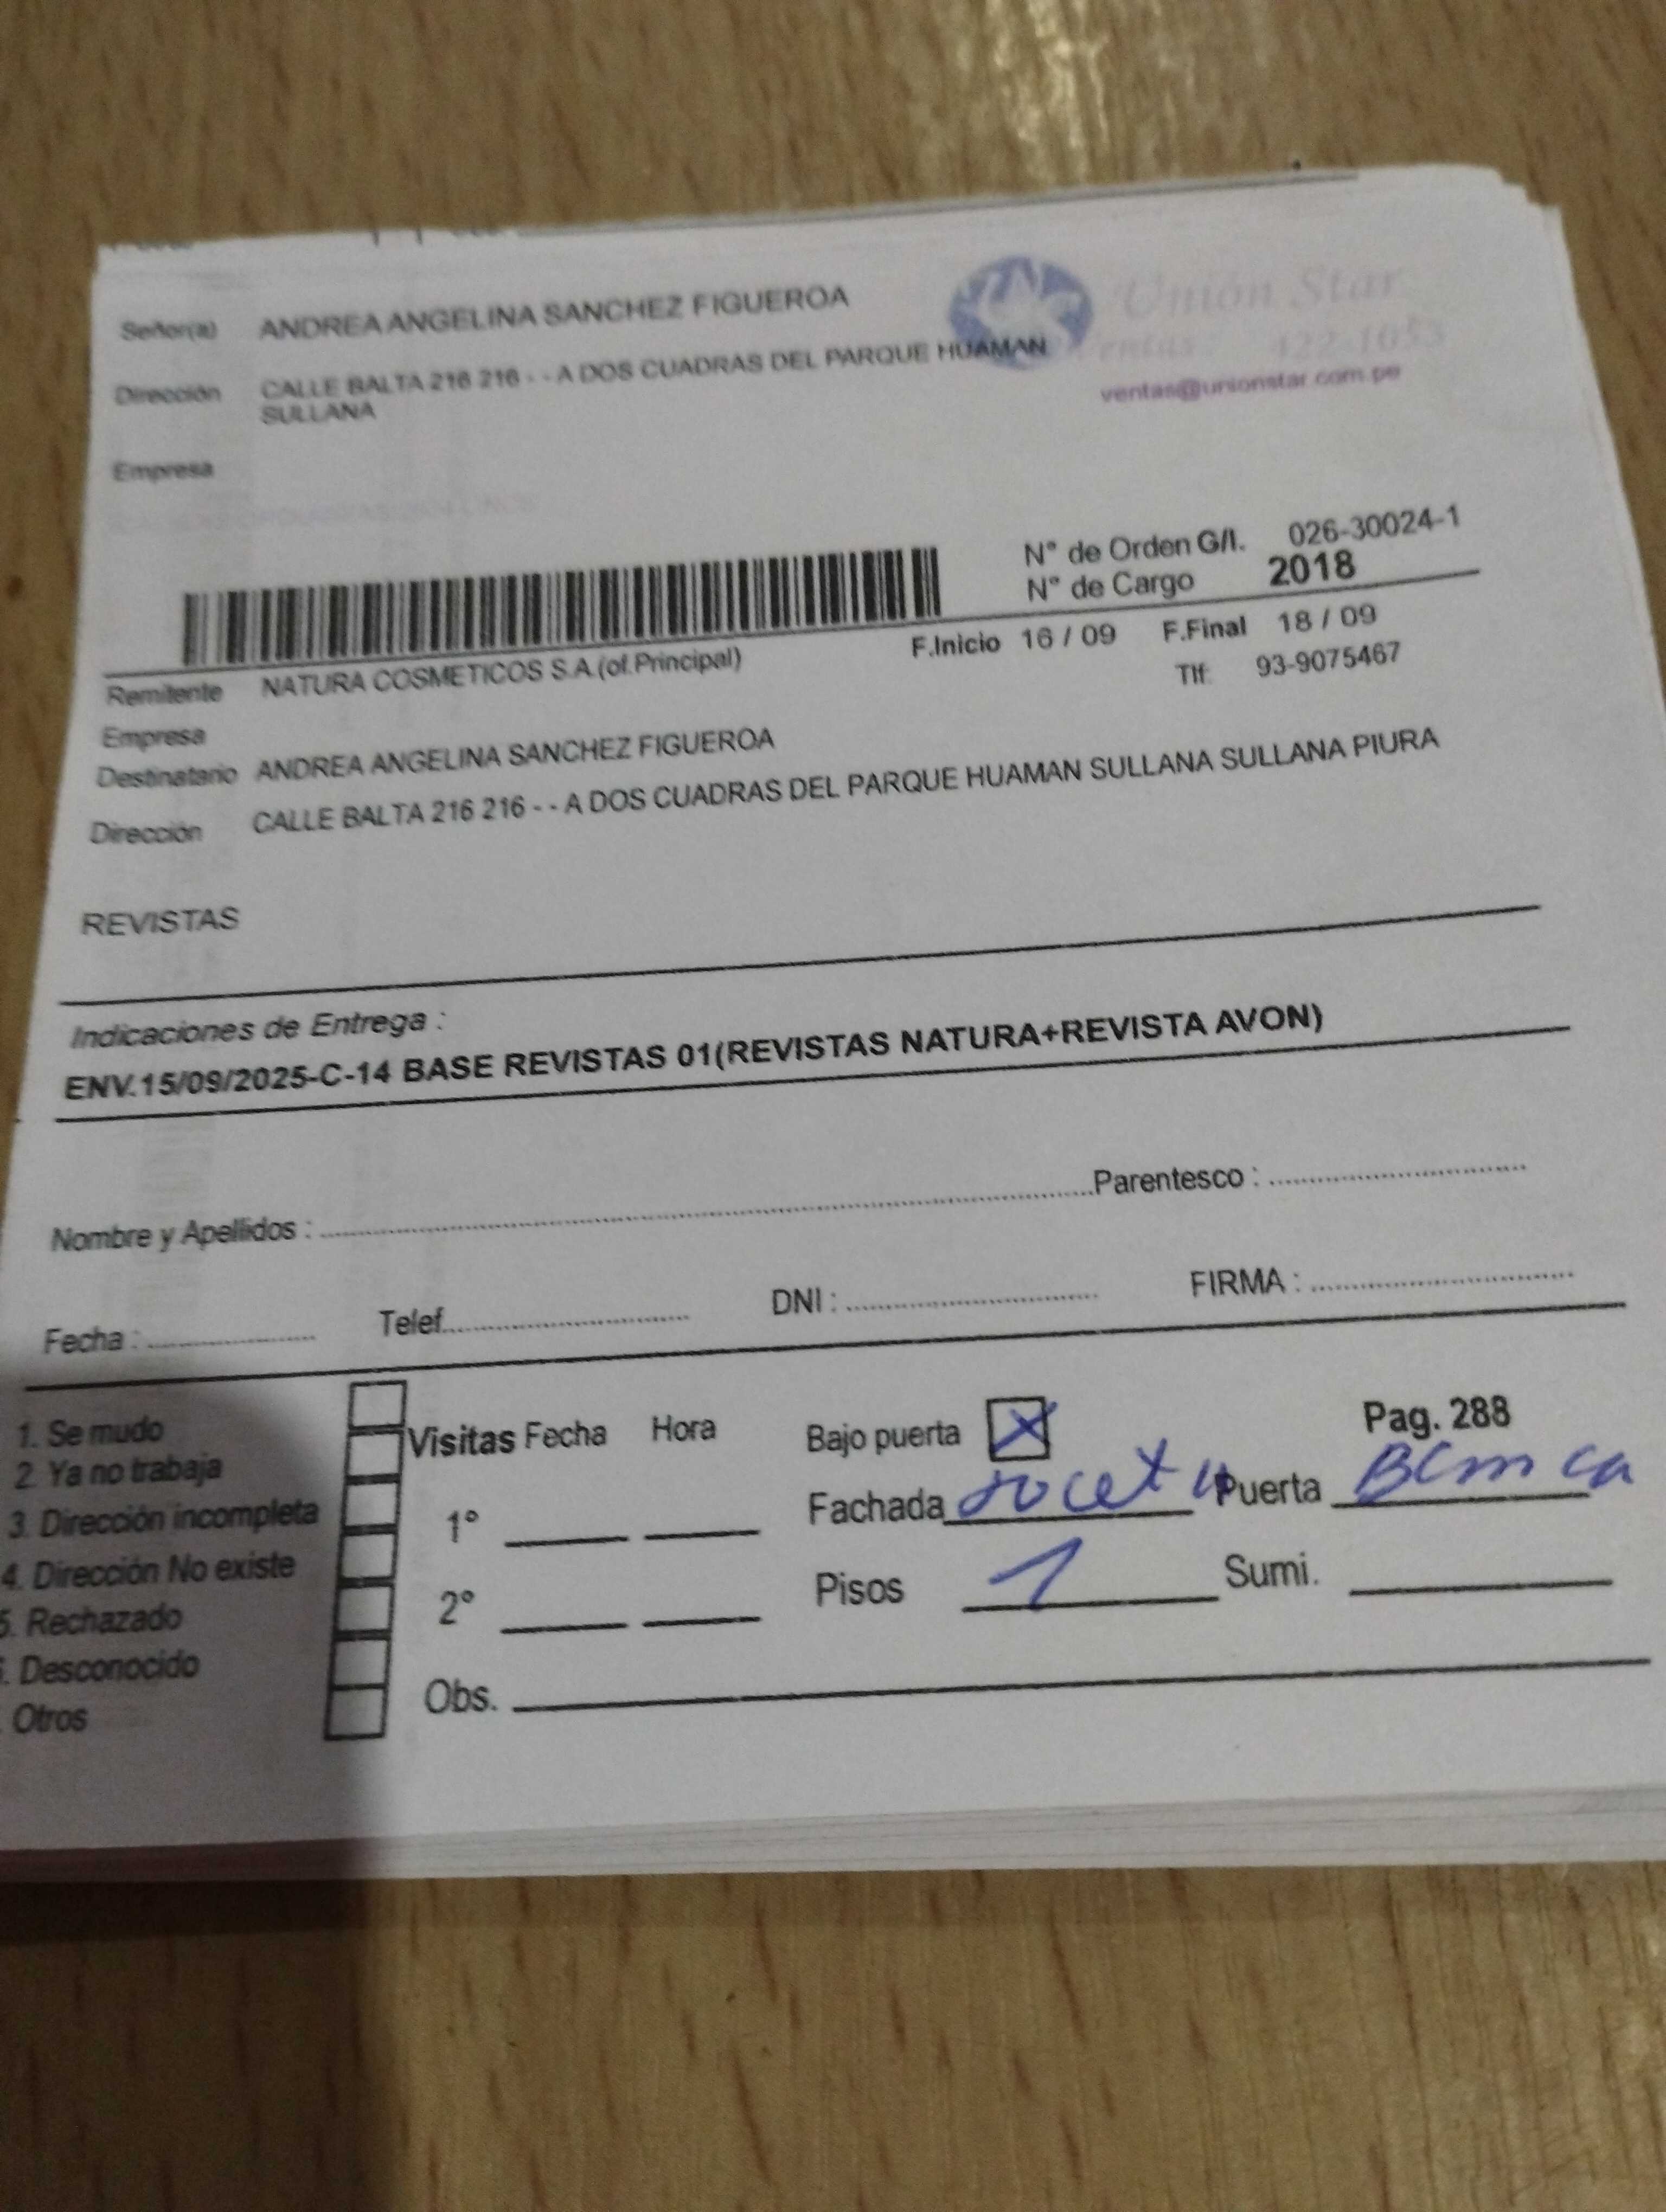 Señor(a) ANDREA ANGELINA SANCHEZ FIGUEROA
Unión Star
Dirección CALLE BALTA 216 216 - - A DOS CUADRAS DEL PARQUE HUAMAN
SULLANA
422-1053
ventas@unionstar.com.pe
Empresa
N° de Orden G/I. 026-30024-1
N° de Cargo 2018
F.Inicio 16 / 09 F.Final 18 / 09
Remitente NATURA COSMETICOS S.A.(of.Principal) Tlf: 93-9075467
Empresa
Destinatario ANDREA ANGELINA SANCHEZ FIGUEROA
Dirección CALLE BALTA 216 216 - - A DOS CUADRAS DEL PARQUE HUAMAN SULLANA SULLANA PIURA
REVISTAS
Indicaciones de Entrega :
ENV.15/09/2025-C-14 BASE REVISTAS 01(REVISTAS NATURA+REVISTA AVON)
Nombre y Apellidos : Parentesco :
Fecha : Telef. DNI : FIRMA :
1. Se mudo
2. Ya no trabaja
3. Dirección incompleta
4. Dirección No existe
5. Rechazado
. Desconocido
. Otros
Visitas Fecha Hora
1°
2°
Obs.
Bajo puerta X Pag. 288
Fachada Puerta Blanca
Pisos 1 Sumi.